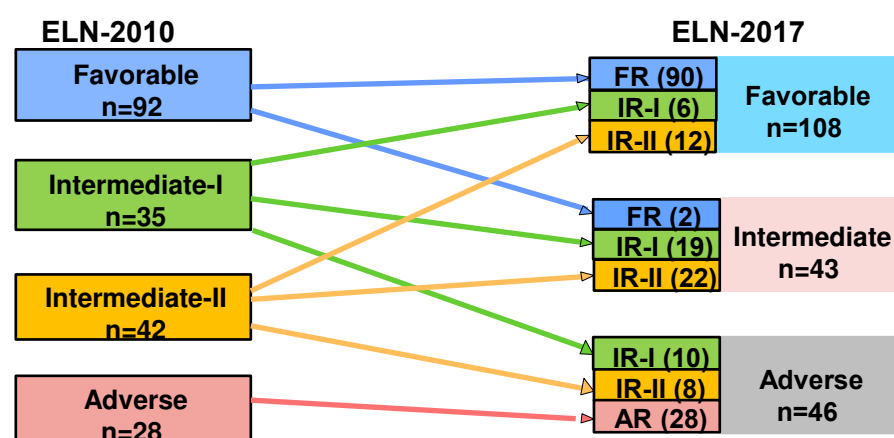 ELN-2010
Favorable
n=92
Intermediate-I
n=35
Intermediate-II
n=42
Adverse
n=28
ELN-2017
FR (90)
IR-I (6)
IR-II (12)
Favorable
n=108
FR (2)
IR-I (19)
IR-II (22)
Intermediate
n=43
IR-I (10)
IR-II (8)
AR (28)
Adverse
n=46